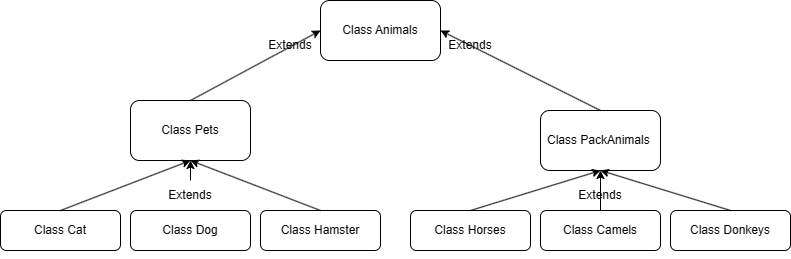 Class Animals
Extends
Extends
Class Pets
Class PackAnimals
Extends
Extends
Class Cat
Class Dog
Class Hamster
Class Horses
Class Camels
Class Donkeys